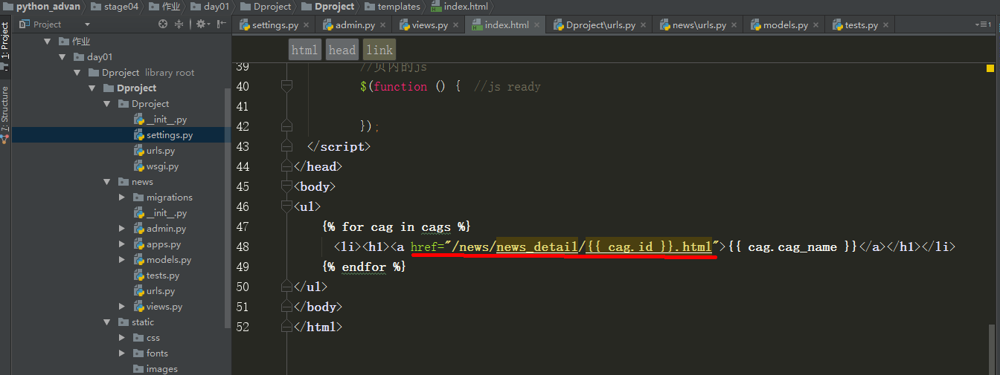 python_advan stage04 作业 day01 Dproject Dproject templates index.html
Project
settings.py admin.py views.py index.html Dproject\urls.py news\urls.py models.py tests.py
1: Project
7: Structure
作业
day01
Dproject library root
Dproject
Dproject
__init__.py
settings.py
urls.py
wsgi.py
news
migrations
__init__.py
admin.py
apps.py
models.py
tests.py
urls.py
views.py
static
css
fonts
images
html head link
39 //页内的js
40 $(function () { //js ready
41
42 });
43 </script>
44 </head>
45 <body>
46 <ul>
47 {% for cag in cags %}
48 <li><h1><a href="/news/news_detail/{{ cag.id }}.html">{{ cag.cag_name }}</a></h1></li>
49 {% endfor %}
50 </ul>
51 </body>
52 </html>